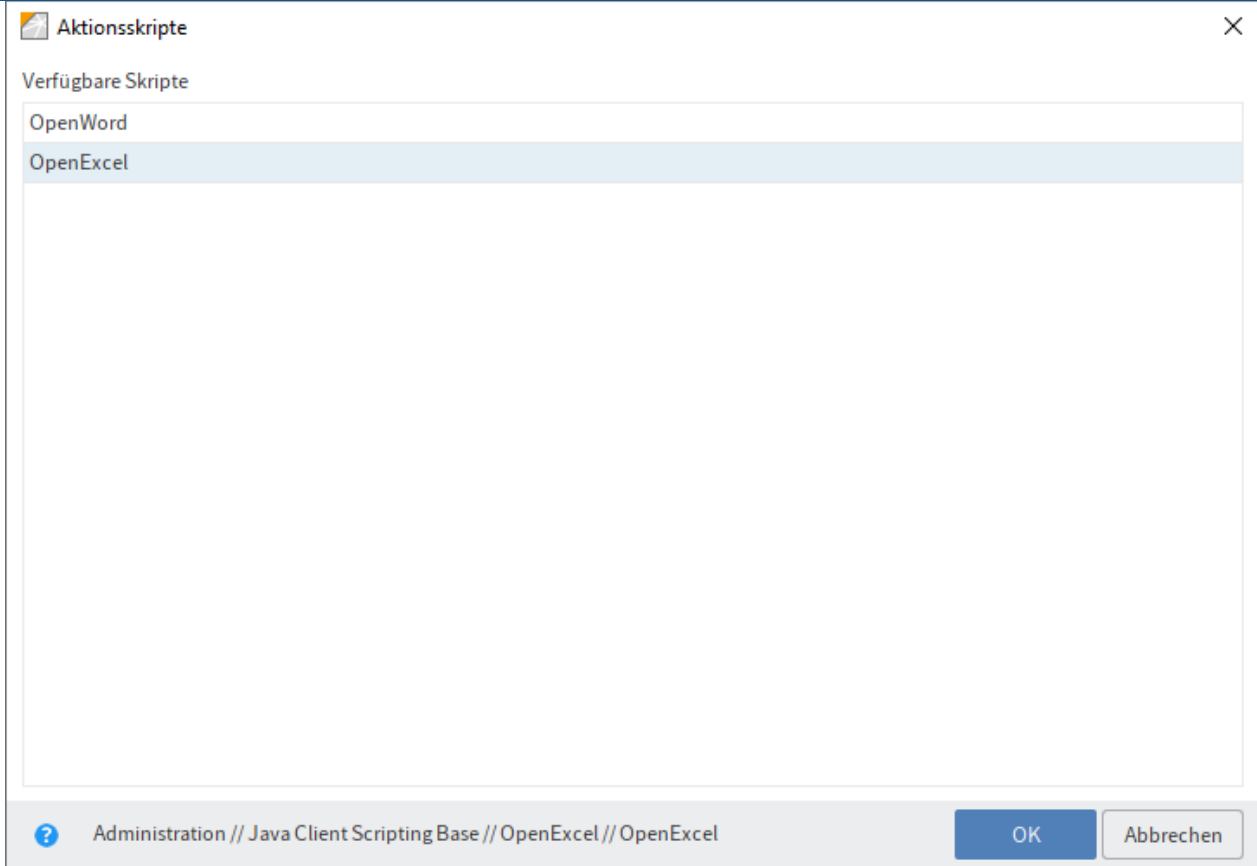 Aktionsskripte
Verfügbare Skripte
OpenWord
OpenExcel
Administration // Java Client Scripting Base // OpenExcel // OpenExcel
OK
Abbrechen